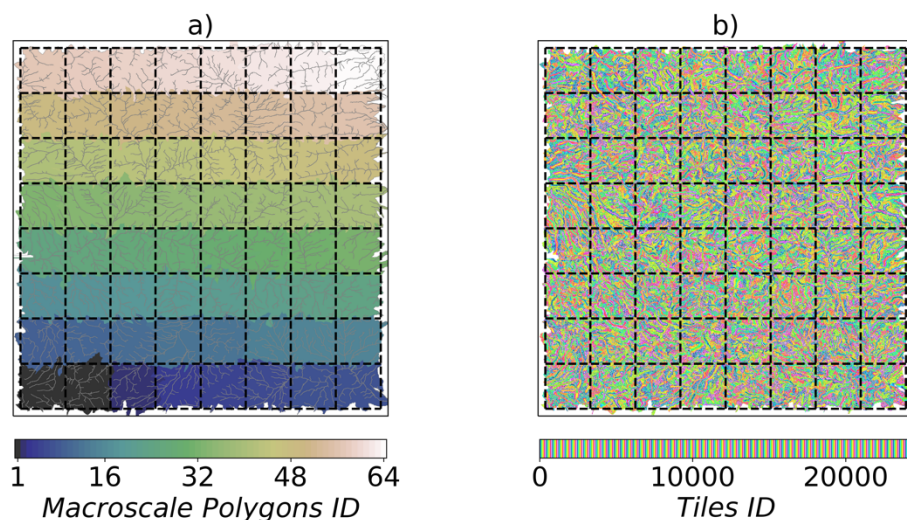 a)
b)
1 16 32 48 64
Macroscale Polygons ID
0 10000 20000
Tiles ID